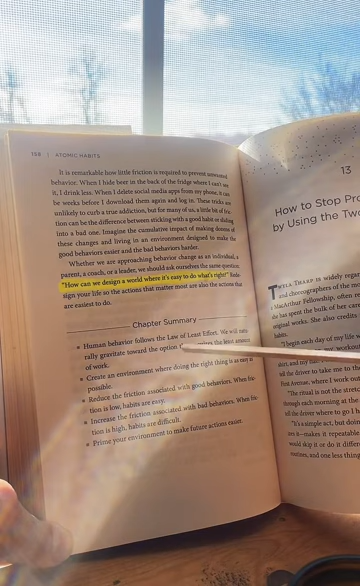 158 | ATOMIC HABITS
It is remarkable how little friction is required to prevent unwanted
behavior. When I hide beer in the back of the fridge where I can't see
it, I drink less. When I delete social media apps from my phone, it can
be weeks before I download them again and log in. These tricks are
unlikely to curb a true addiction, but for many of us, a little bit of fric-
tion can be the difference between sticking with a good habit or sliding
into a bad one. Imagine the cumulative impact of making dozens of
these changes and living in an environment designed to make the
good behaviors easier and the bad behaviors harder.
Whether we are approaching behavior change as an individual, a
parent, a coach, or a leader, we should ask ourselves the same question:
"How can we design a world where it's easy to do what's right?" Rede-
sign your life so the actions that matter most are also the actions that
are easiest to do.
Chapter Summary
Human behavior follows the Law of Least Effort. We will natu-
rally gravitate toward the option the least amount
of work.
Create an environment where doing the right thing is as easy as
possible.
Reduce the friction associated with good behaviors. When fric-
tion is low, habits are easy.
Increase the friction associated with bad behaviors. When fric-
tion is high, habits are difficult.
Prime your environment to make future actions easier.
13
How to Stop
by Using the Two
TWYLA THARP IS widely
and choreographers of the
MacArthur Fellowship, often
she has spent the bulk of her
original works. She also credits
habits.
"I begin each day of my life
tell the driver to take me to
First Avenue, where I work out
"The ritual is not the
through each morning at the
tell the driver where to go I
"It's a simple act, but doing
makes it repeatable
would skip it or do it
routines, and one less thing